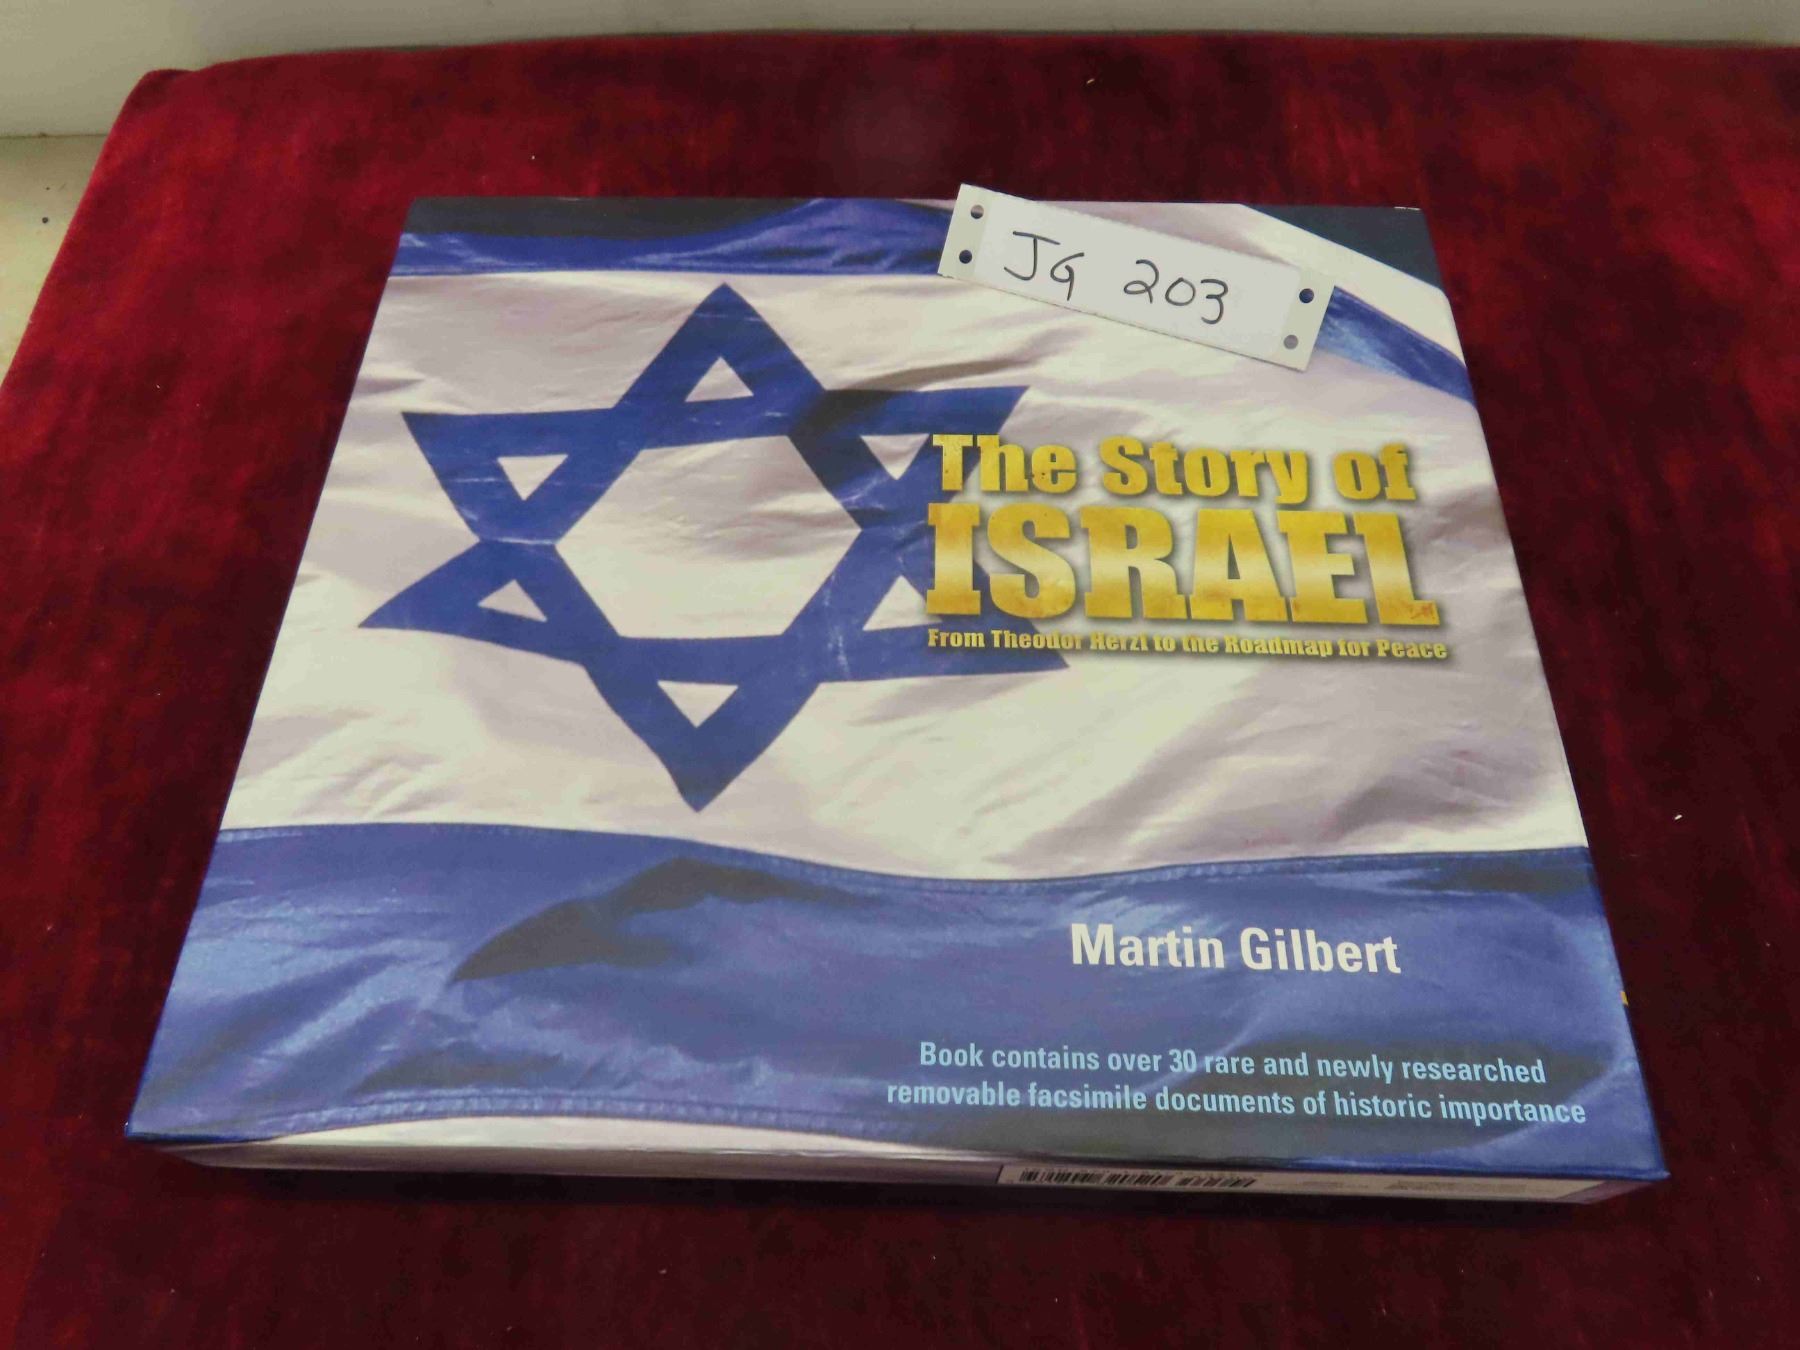 JG 203
The Story of
ISRAEL
From Theodor Herzl to the Roadmap for Peace
Martin Gilbert
Book contains over 30 rare and newly researched
removable facsimile documents of historic importance